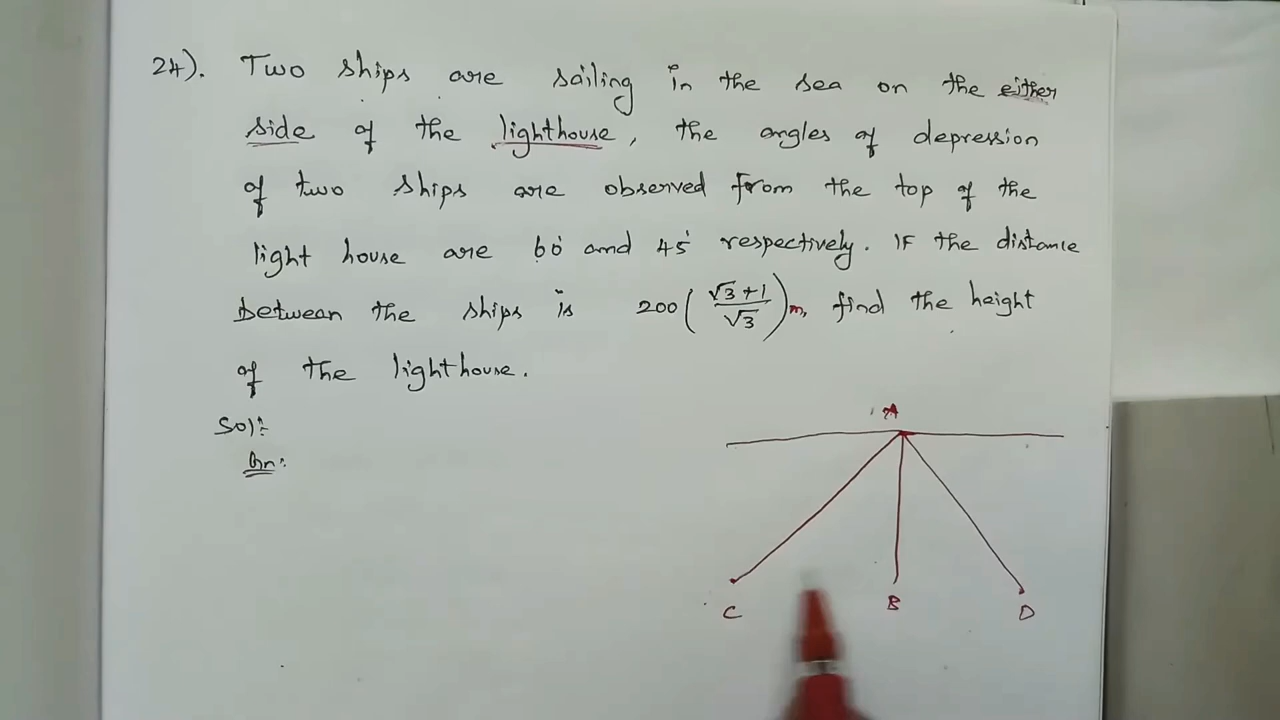 24). Two ships are sailing in the sea on the either
side of the lighthouse, the angles of depression
of two ships are observed from the top of the
light house are 60° and 45° respectively. If the distance
between the ships is 200(√3+1/√3)m, find the height
of the lighthouse.
Sol:
Gn:
A
C B D